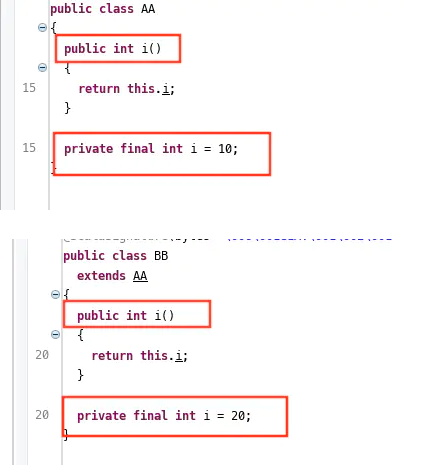 public class AA
{
public int i()
{
15 return this.i;
}
15 private final int i = 10;
}
public class BB
extends AA
{
public int i()
{
20 return this.i;
}
20 private final int i = 20;
}